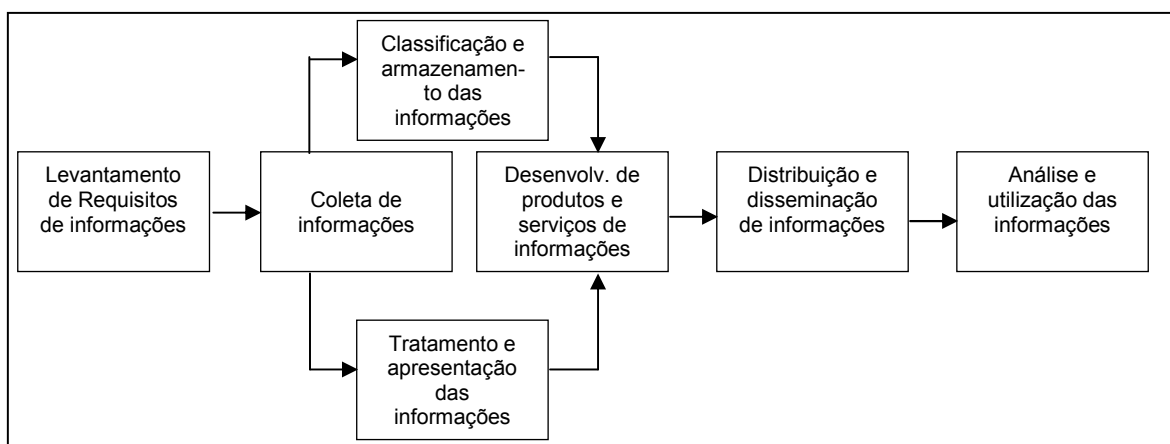 Levantamento
de Requisitos
de informações
Coleta de
informações
Classificação e
armazenamen-
to das
informações
Tratamento e
apresentação
das
informações
Desenvolv. de
produtos e
serviços de
informações
Distribuição e
disseminação
de informações
Análise e
utilização das
informações